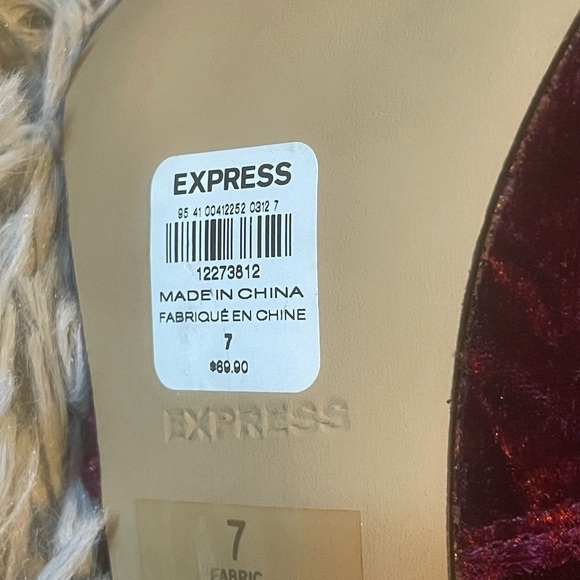 EXPRESS
95 41 00412252 0312 7
12273812
MADE IN CHINA
FABRIQUÉ EN CHINE
7
$69.90
EXPRESS
7
FABRIC